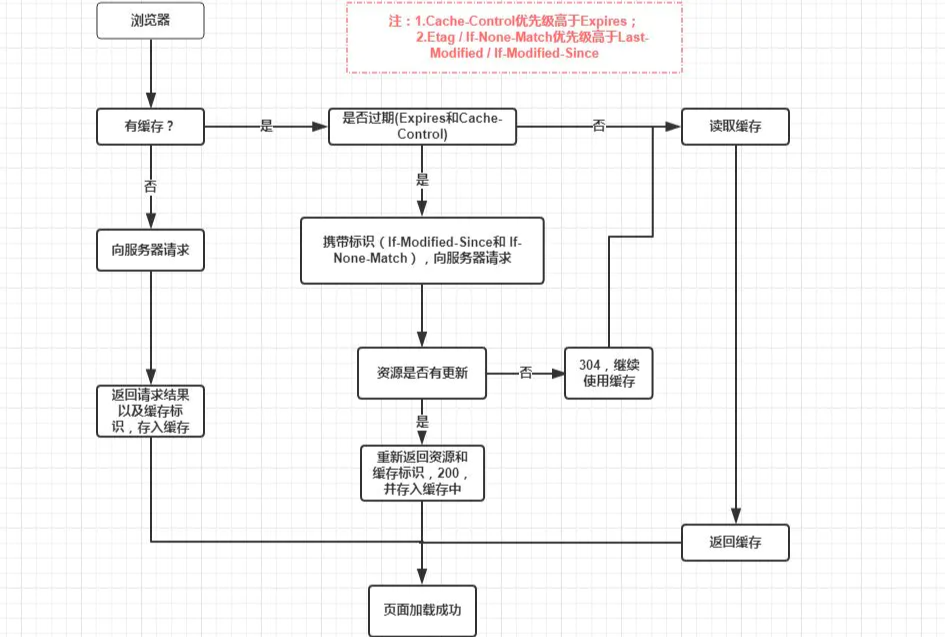 浏览器
注：1.Cache-Control优先级高于Expires；
2.Etag / If-None-Match优先级高于Last-
Modified / If-Modified-Since
有缓存？
是
是否过期(Expires和Cache-
Control)
否
读取缓存
否
是
向服务器请求
携带标识（If-Modified-Since和 If-
None-Match），向服务器请求
资源是否有更新
否
304，继续
使用缓存
返回请求结果
以及缓存标
识，存入缓存
是
重新返回资源和
缓存标识，200，
并存入缓存中
返回缓存
页面加载成功